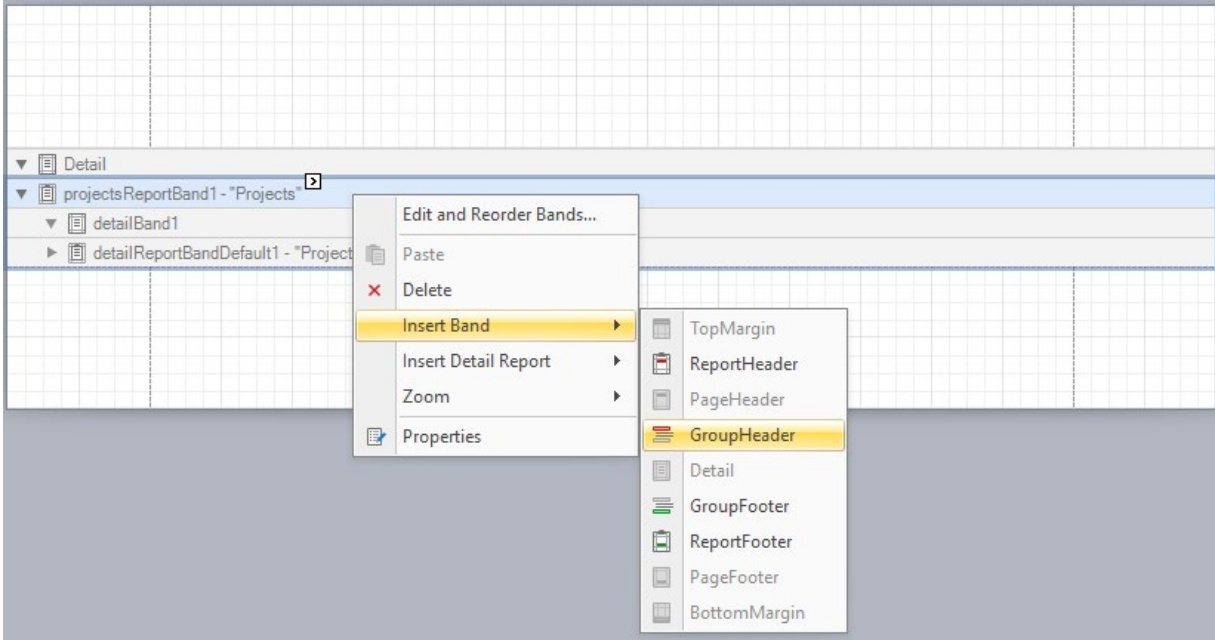 Detail
projectsReportBand1 - "Projects"
detailBand1
detailReportBandDefault1 - "Project
Edit and Reorder Bands...
Paste
Delete
Insert Band
Insert Detail Report
Zoom
Properties
TopMargin
ReportHeader
PageHeader
GroupHeader
Detail
GroupFooter
ReportFooter
PageFooter
BottomMargin